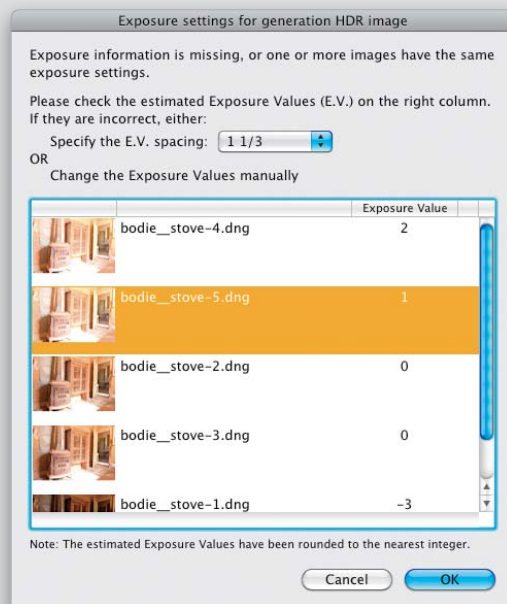 Exposure settings for generation HDR image
Exposure information is missing, or one or more images have the same
exposure settings.
Please check the estimated Exposure Values (E.V.) on the right column.
If they are incorrect, either:
Specify the E.V. spacing: 1 1/3
OR
Change the Exposure Values manually
Exposure Value
bodie__stove-4.dng 2
bodie__stove-5.dng 1
bodie__stove-2.dng 0
bodie__stove-3.dng 0
bodie__stove-1.dng -3
Note: The estimated Exposure Values have been rounded to the nearest integer.
Cancel OK